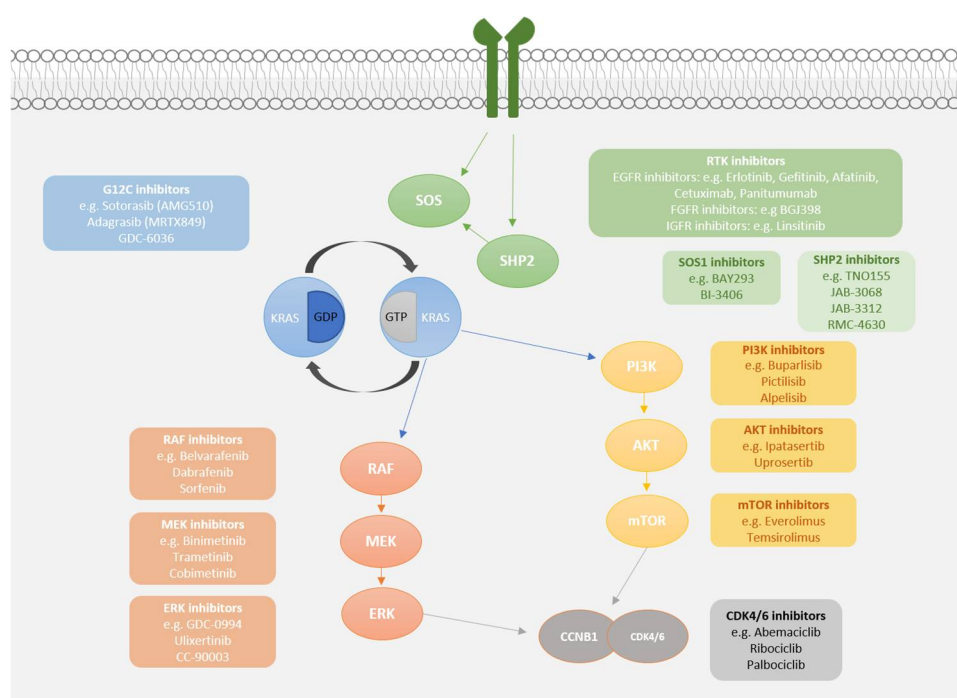 G12C inhibitors
e.g. Sotorasib (AMG510)
Adagrasib (MRTX849)
GDC-6036
RTK inhibitors
EGFR inhibitors: e.g. Erlotinib, Gefitinib, Afatinib,
Cetuximab, Panitumumab
FGFR inhibitors: e.g BGJ398
IGFR inhibitors: e.g. Linsitinib
SOS
SHP2
SOS1 inhibitors
e.g. BAY293
BI-3406
SHP2 inhibitors
e.g. TNO155
JAB-3068
JAB-3312
RMC-4630
KRAS
GDP
GTP
KRAS
PI3K
PI3K inhibitors
e.g. Buparlisib
Pictilisib
Alpelisib
RAF inhibitors
e.g. Belvarafenib
Dabrafenib
Sorfenib
RAF
AKT
AKT inhibitors
e.g. Ipatasertib
Uprosertib
MEK inhibitors
e.g. Binimetinib
Trametinib
Cobimetinib
MEK
mTOR
mTOR inhibitors
e.g. Everolimus
Temsirolimus
ERK inhibitors
e.g. GDC-0994
Ulixertinib
CC-90003
ERK
CCNB1
CDK4/6
CDK4/6 inhibitors
e.g. Abemaciclib
Ribociclib
Palbociclib